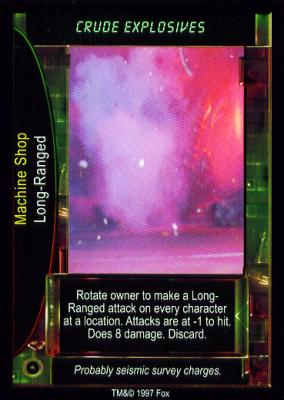 CRUDE EXPLOSIVES
Machine Shop
Long-Ranged
Rotate owner to make a Long-
Ranged attack on every character
at a location. Attacks are at -1 to hit.
Does 8 damage. Discard.
Probably seismic survey charges.
TM&© 1997 Fox